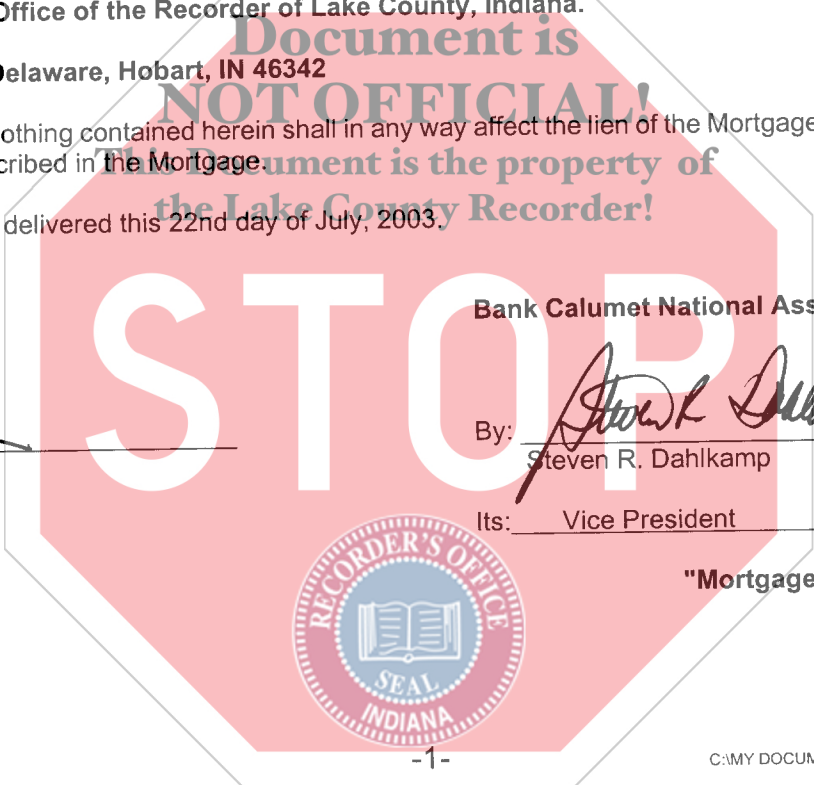 Office of the Recorder of Lake County, Indiana.
Document is
Delaware, Hobart, IN 46342
NOT OFFICIAL!
othing contained herein shall in any way affect the lien of the Mortgage
cribed in the Mortgage.
This Document is the property of
the Lake County Recorder!
delivered this 22nd day of July, 2003.
STOP
Bank Calumet National Ass
By: Steven R Dahl
Steven R. Dahlkamp
Its: Vice President
"Mortgage
RECORDER'S OFFICE
SEAL
INDIANA
-1-
C:\MY DOCUM